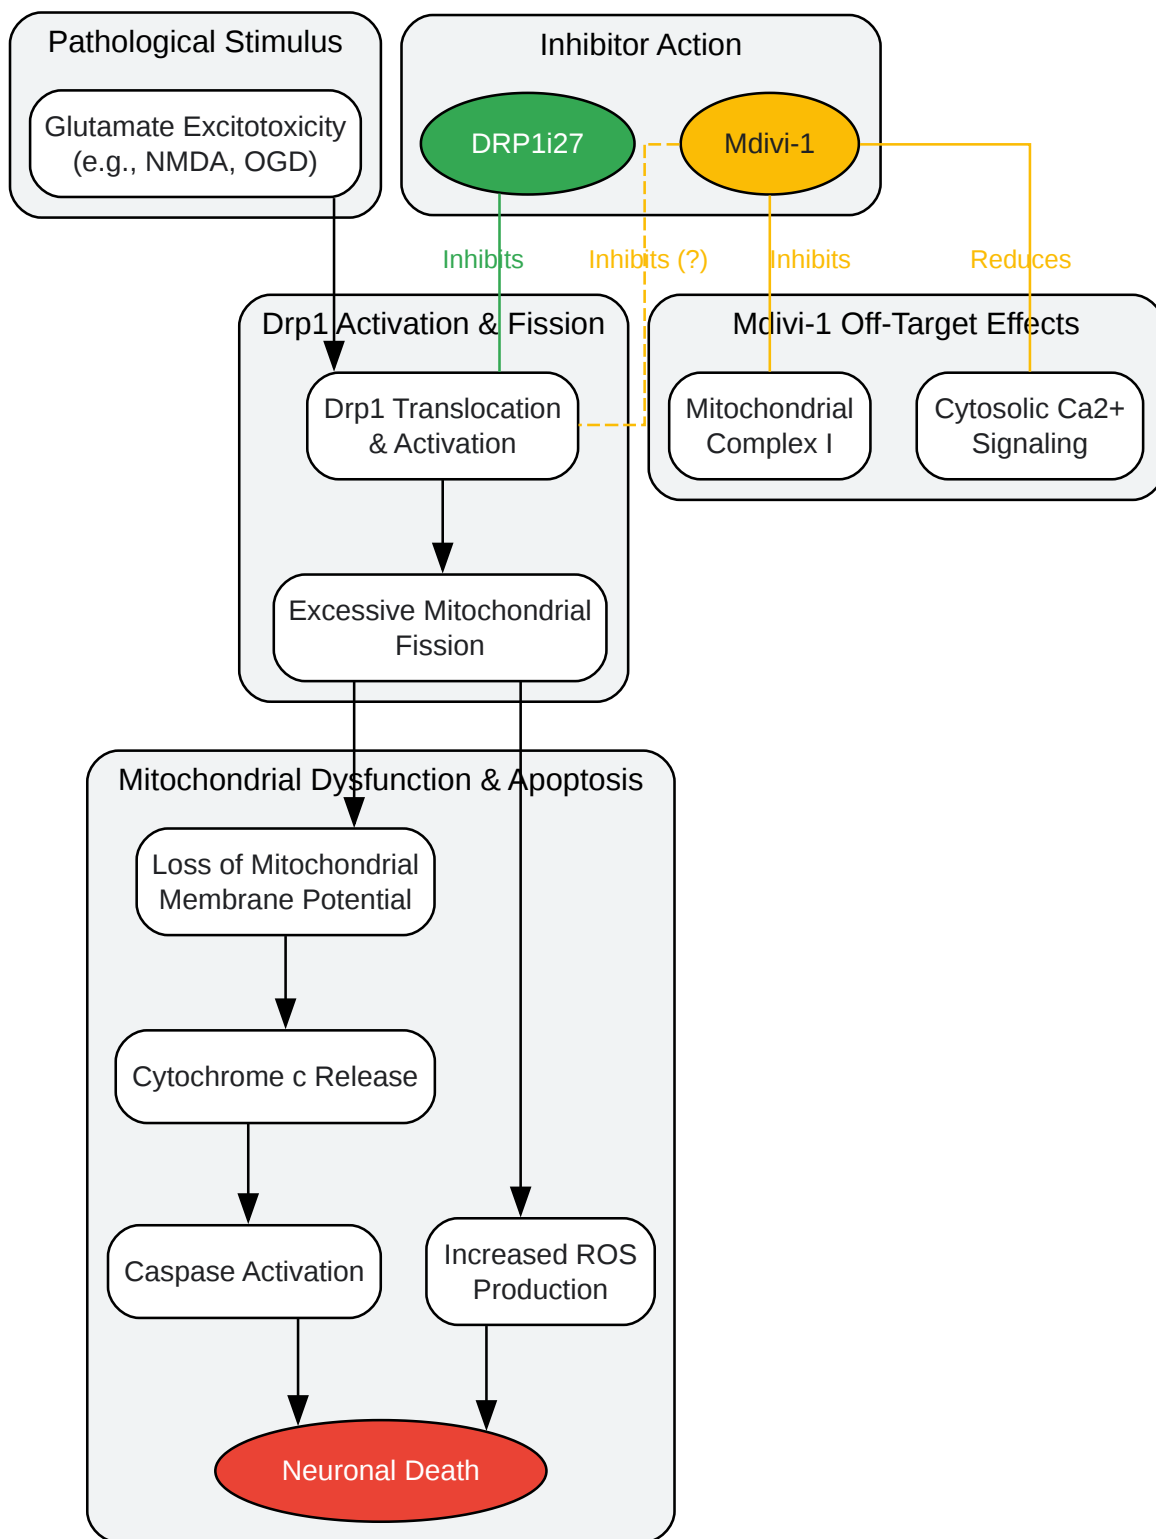 Pathological Stimulus
Glutamate Excitotoxicity
(e.g., NMDA, OGD)
Inhibitor Action
DRP1i27
Mdivi-1
Inhibits
Inhibits (?)
Inhibits
Reduces
Drp1 Activation & Fission
Drp1 Translocation
& Activation
Excessive Mitochondrial
Fission
Mdivi-1 Off-Target Effects
Mitochondrial
Complex I
Cytosolic Ca2+
Signaling
Mitochondrial Dysfunction & Apoptosis
Loss of Mitochondrial
Membrane Potential
Cytochrome c Release
Caspase Activation
Increased ROS
Production
Neuronal Death